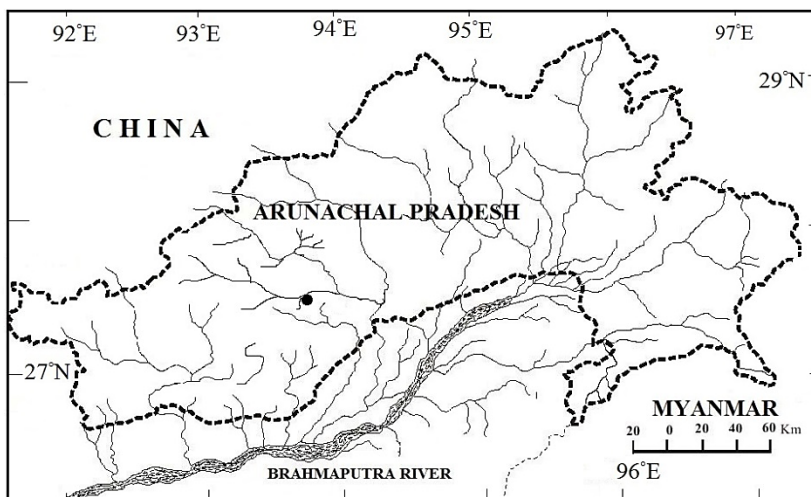 92°E
93°E
94°E
95°E
97°E
29°N
CHINA
ARUNACHAL PRADESH
27°N
MYANMAR
20 0 20 40 60 Km
BRAHMAPUTRA RIVER
96°E